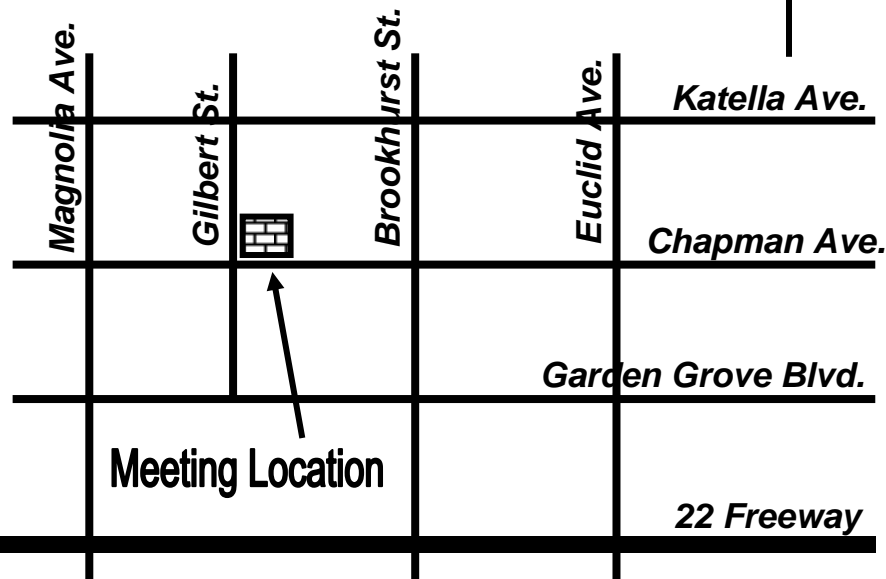 Magnolia Ave.
Gilbert St.
Brookhurst St.
Euclid Ave.
Katella Ave.
Chapman Ave.
Garden Grove Blvd.
Meeting Location
22 Freeway